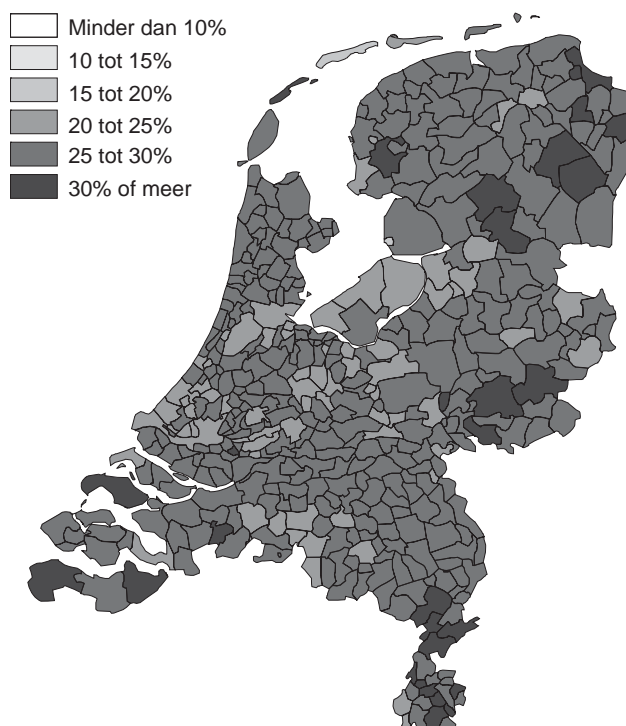 Minder dan 10%
10 tot 15%
15 tot 20%
20 tot 25%
25 tot 30%
30% of meer